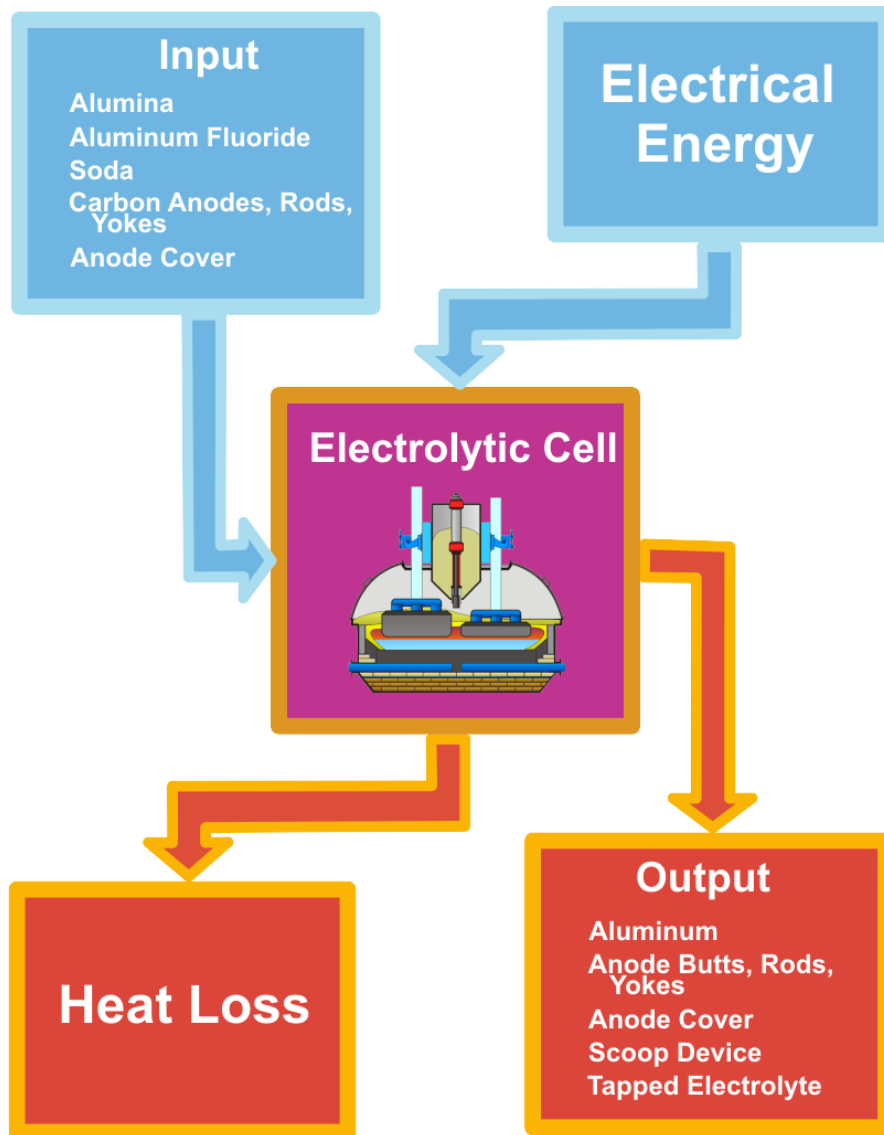 Input
Alumina
Aluminum Fluoride
Soda
Carbon Anodes, Rods,
Yokes
Anode Cover
Electrical
Energy
Electrolytic Cell
Heat Loss
Output
Aluminum
Anode Butts, Rods,
Yokes
Anode Cover
Scoop Device
Tapped Electrolyte